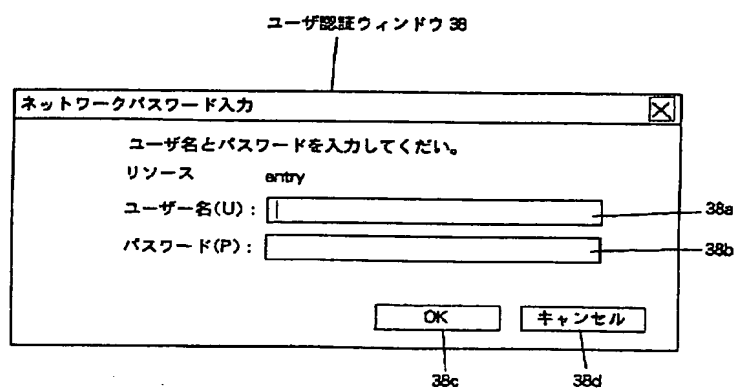 ユーザ認証ウィンドウ 38
ネットワークパスワード入力
ユーザ名とパスワードを入力してくだい。
リソース entry
ユーザー名(U) :
38a
パスワード(P) :
38b
OK キャンセル
38c 38d